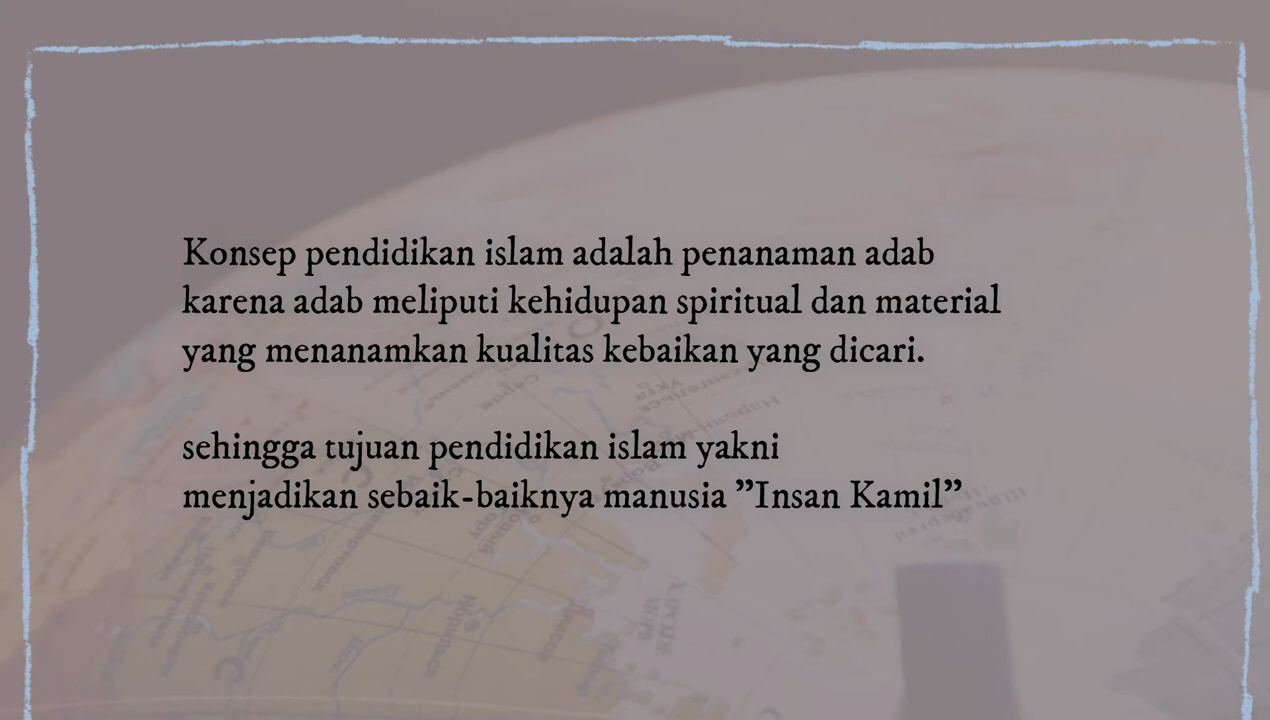 Konsep pendidikan islam adalah penanaman adab
karena adab meliputi kehidupan spiritual dan material
yang menanamkan kualitas kebaikan yang dicari.
sehingga tujuan pendidikan islam yakni
menjadikan sebaik-baiknya manusia ”Insan Kamil”